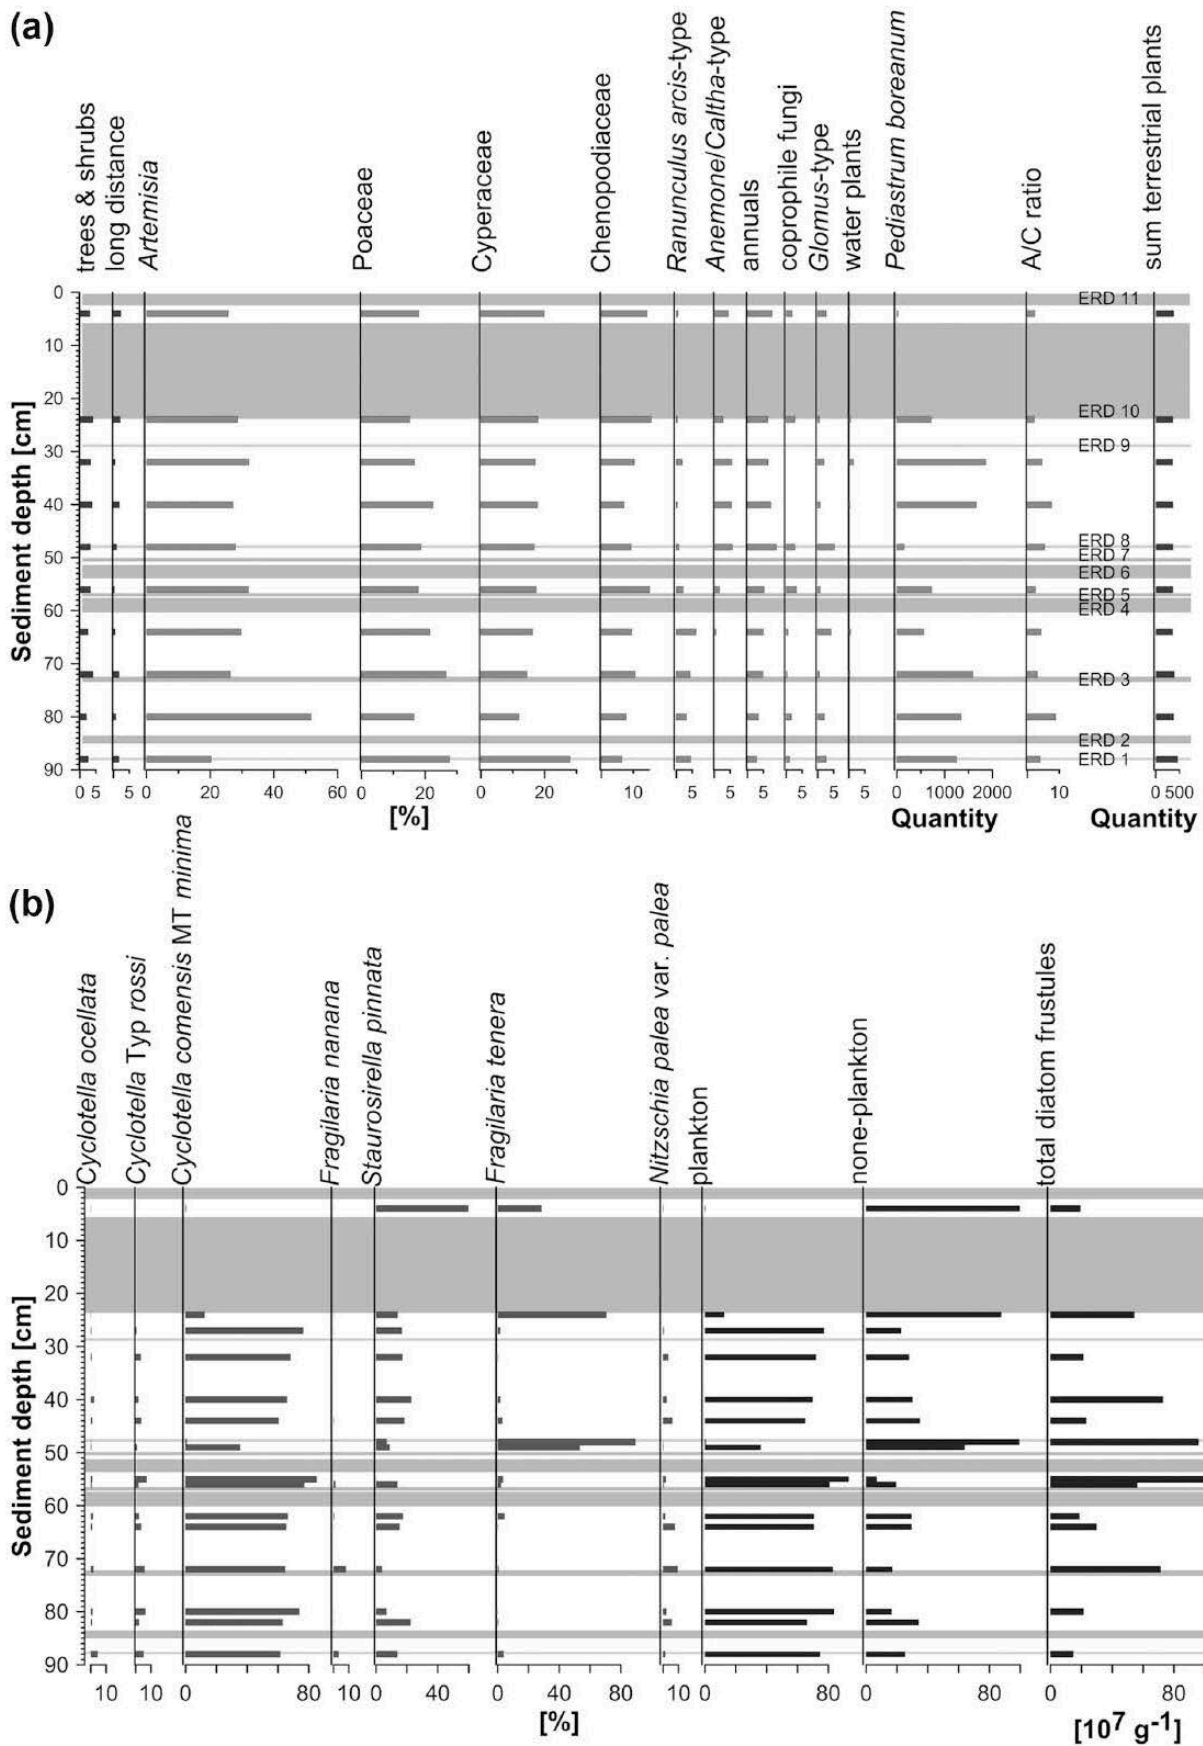 (a)
trees & shrubs
long distance
Artemisia
Poaceae
Cyperaceae
Chenopodiaceae
Ranunculus arcis-type
Anemone/Caltha-type
annuals
coprophile fungi
Glomus-type
water plants
Pediastrum boreanum
A/C ratio
sum terrestrial plants
Sediment depth [cm]
0
10
20
30
40
50
60
70
80
90
ERD 11
ERD 10
ERD 9
ERD 8
ERD 7
ERD 6
ERD 5
ERD 4
ERD 3
ERD 2
ERD 1
0 5 5 0 20 40 60 0 20 0 20 10 5 5 5 5 5 5 0 1000 2000 10 0 500
[%] Quantity Quantity
(b)
Cyclotella ocellata
Cyclotella Typ rossi
Cyclotella comensis MT minima
Fragilaria nanana
Staurosirella pinnata
Fragilaria tenera
Nitzschia palea var. palea
plankton
none-plankton
total diatom frustules
Sediment depth [cm]
0
10
20
30
40
50
60
70
80
90
10 10 0 40 80 10 0 40 0 40 80 10 0 80 0 80 0 80
[%] [10⁷ g⁻¹]